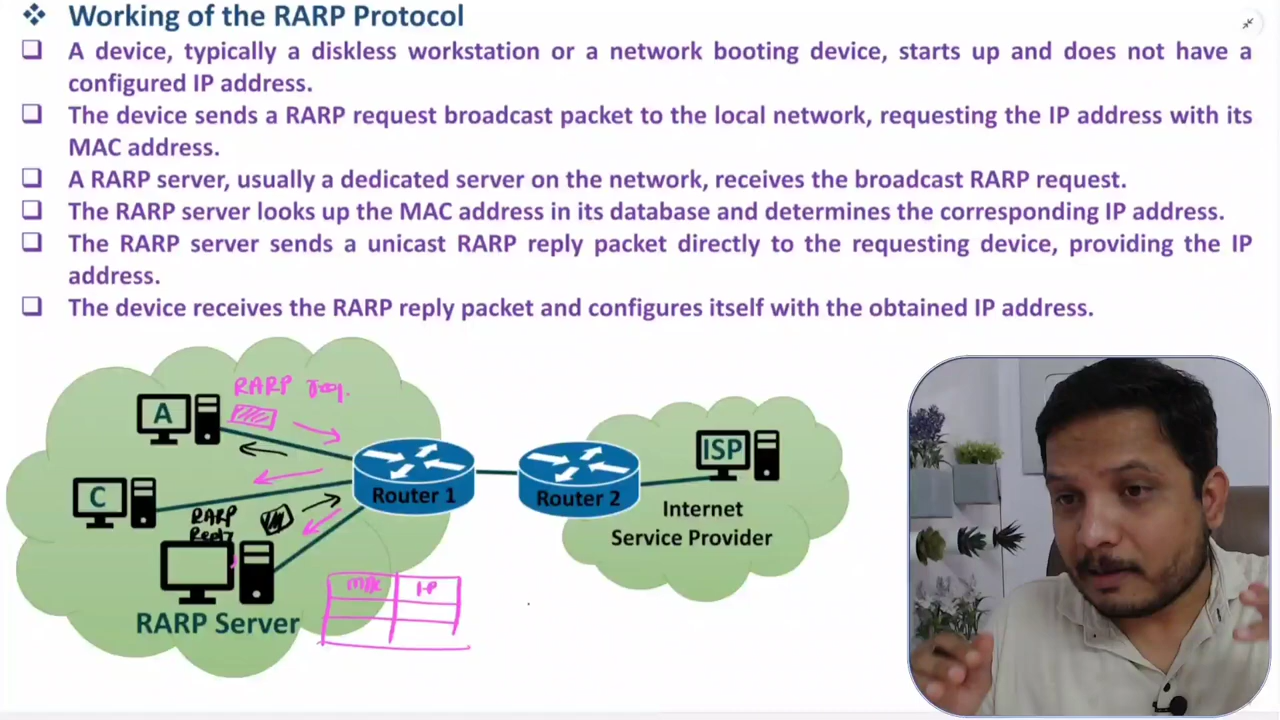 Working of the RARP Protocol
A device, typically a diskless workstation or a network booting device, starts up and does not have a
configured IP address.
The device sends a RARP request broadcast packet to the local network, requesting the IP address with its
MAC address.
A RARP server, usually a dedicated server on the network, receives the broadcast RARP request.
The RARP server looks up the MAC address in its database and determines the corresponding IP address.
The RARP server sends a unicast RARP reply packet directly to the requesting device, providing the IP
address.
The device receives the RARP reply packet and configures itself with the obtained IP address.
RARP req.
A
ISP
Router 1
Router 2
C
RARP
Reply
Internet
Service Provider
MAC IP
RARP Server